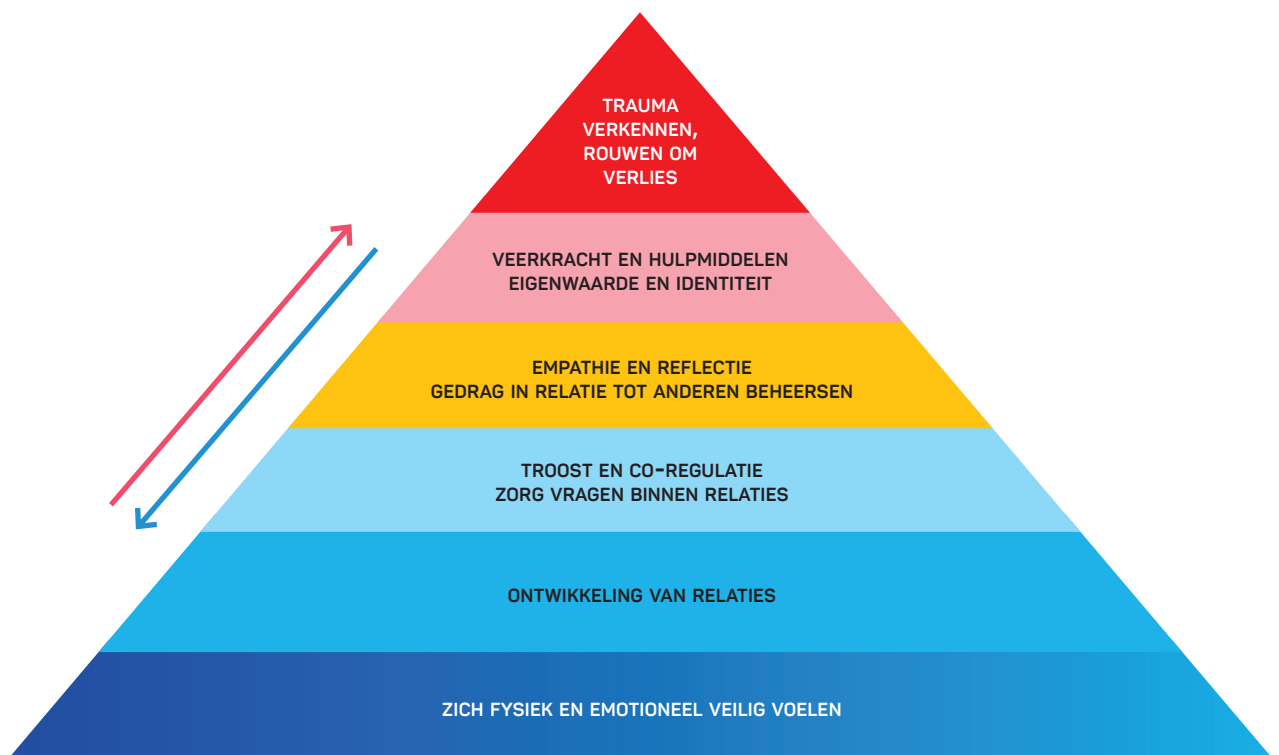 TRAUMA
VERKENNEN,
ROUWEN OM
VERLIES
VEERKRACHT EN HULPMIDDELEN
EIGENWAARDE EN IDENTITEIT
EMPATHIE EN REFLECTIE
GEDRAG IN RELATIE TOT ANDEREN BEHEERSEN
TROOST EN CO-REGULATIE
ZORG VRAGEN BINNEN RELATIES
ONTWIKKELING VAN RELATIES
ZICH FYSIEK EN EMOTIONEEL VEILIG VOELEN